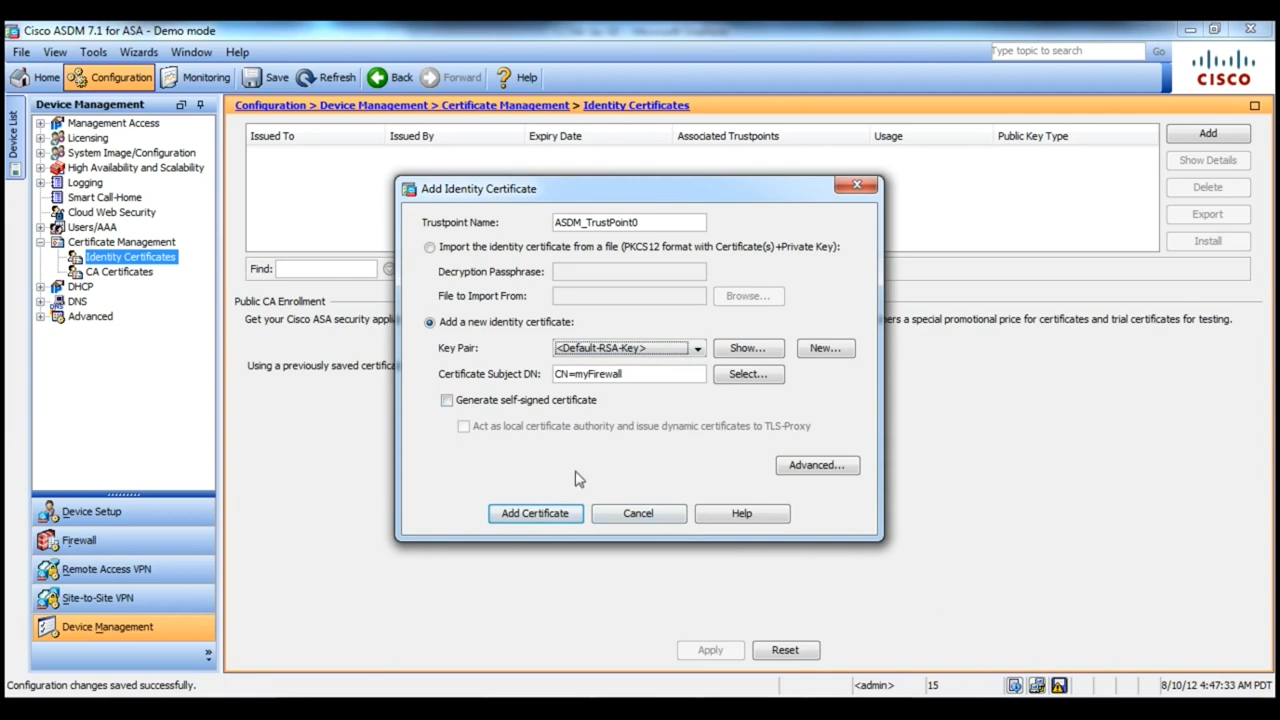 Cisco ASDM 7.1 for ASA - Demo mode
File View Tools Wizards Window Help
Type topic to search Go
Home Configuration Monitoring Save Refresh Back Forward Help
CISCO
Device List
Device Management
Management Access
Licensing
System Image/Configuration
High Availability and Scalability
Logging
Smart Call-Home
Cloud Web Security
Users/AAA
Certificate Management
Identity Certificates
CA Certificates
DHCP
DNS
Advanced
Device Setup
Firewall
Remote Access VPN
Site-to-Site VPN
Device Management
Configuration > Device Management > Certificate Management > Identity Certificates
Issued To Issued By Expiry Date Associated Trustpoints Usage Public Key Type
Add
Show Details
Delete
Export
Install
Find:
Public CA Enrollment
Get your Cisco ASA security appli
ers a special promotional price for certificates and trial certificates for testing.
Using a previously saved certifica
Add Identity Certificate
Trustpoint Name: ASDM_TrustPoint0
Import the identity certificate from a file (PKCS12 format with Certificate(s)+Private Key):
Decryption Passphrase:
File to Import From: Browse...
Add a new identity certificate:
Key Pair: <Default-RSA-Key> Show... New...
Certificate Subject DN: CN=myFirewall Select...
Generate self-signed certificate
Act as local certificate authority and issue dynamic certificates to TLS-Proxy
Advanced...
Add Certificate Cancel Help
Apply Reset
Configuration changes saved successfully. <admin> 15 8/10/12 4:47:33 AM PDT